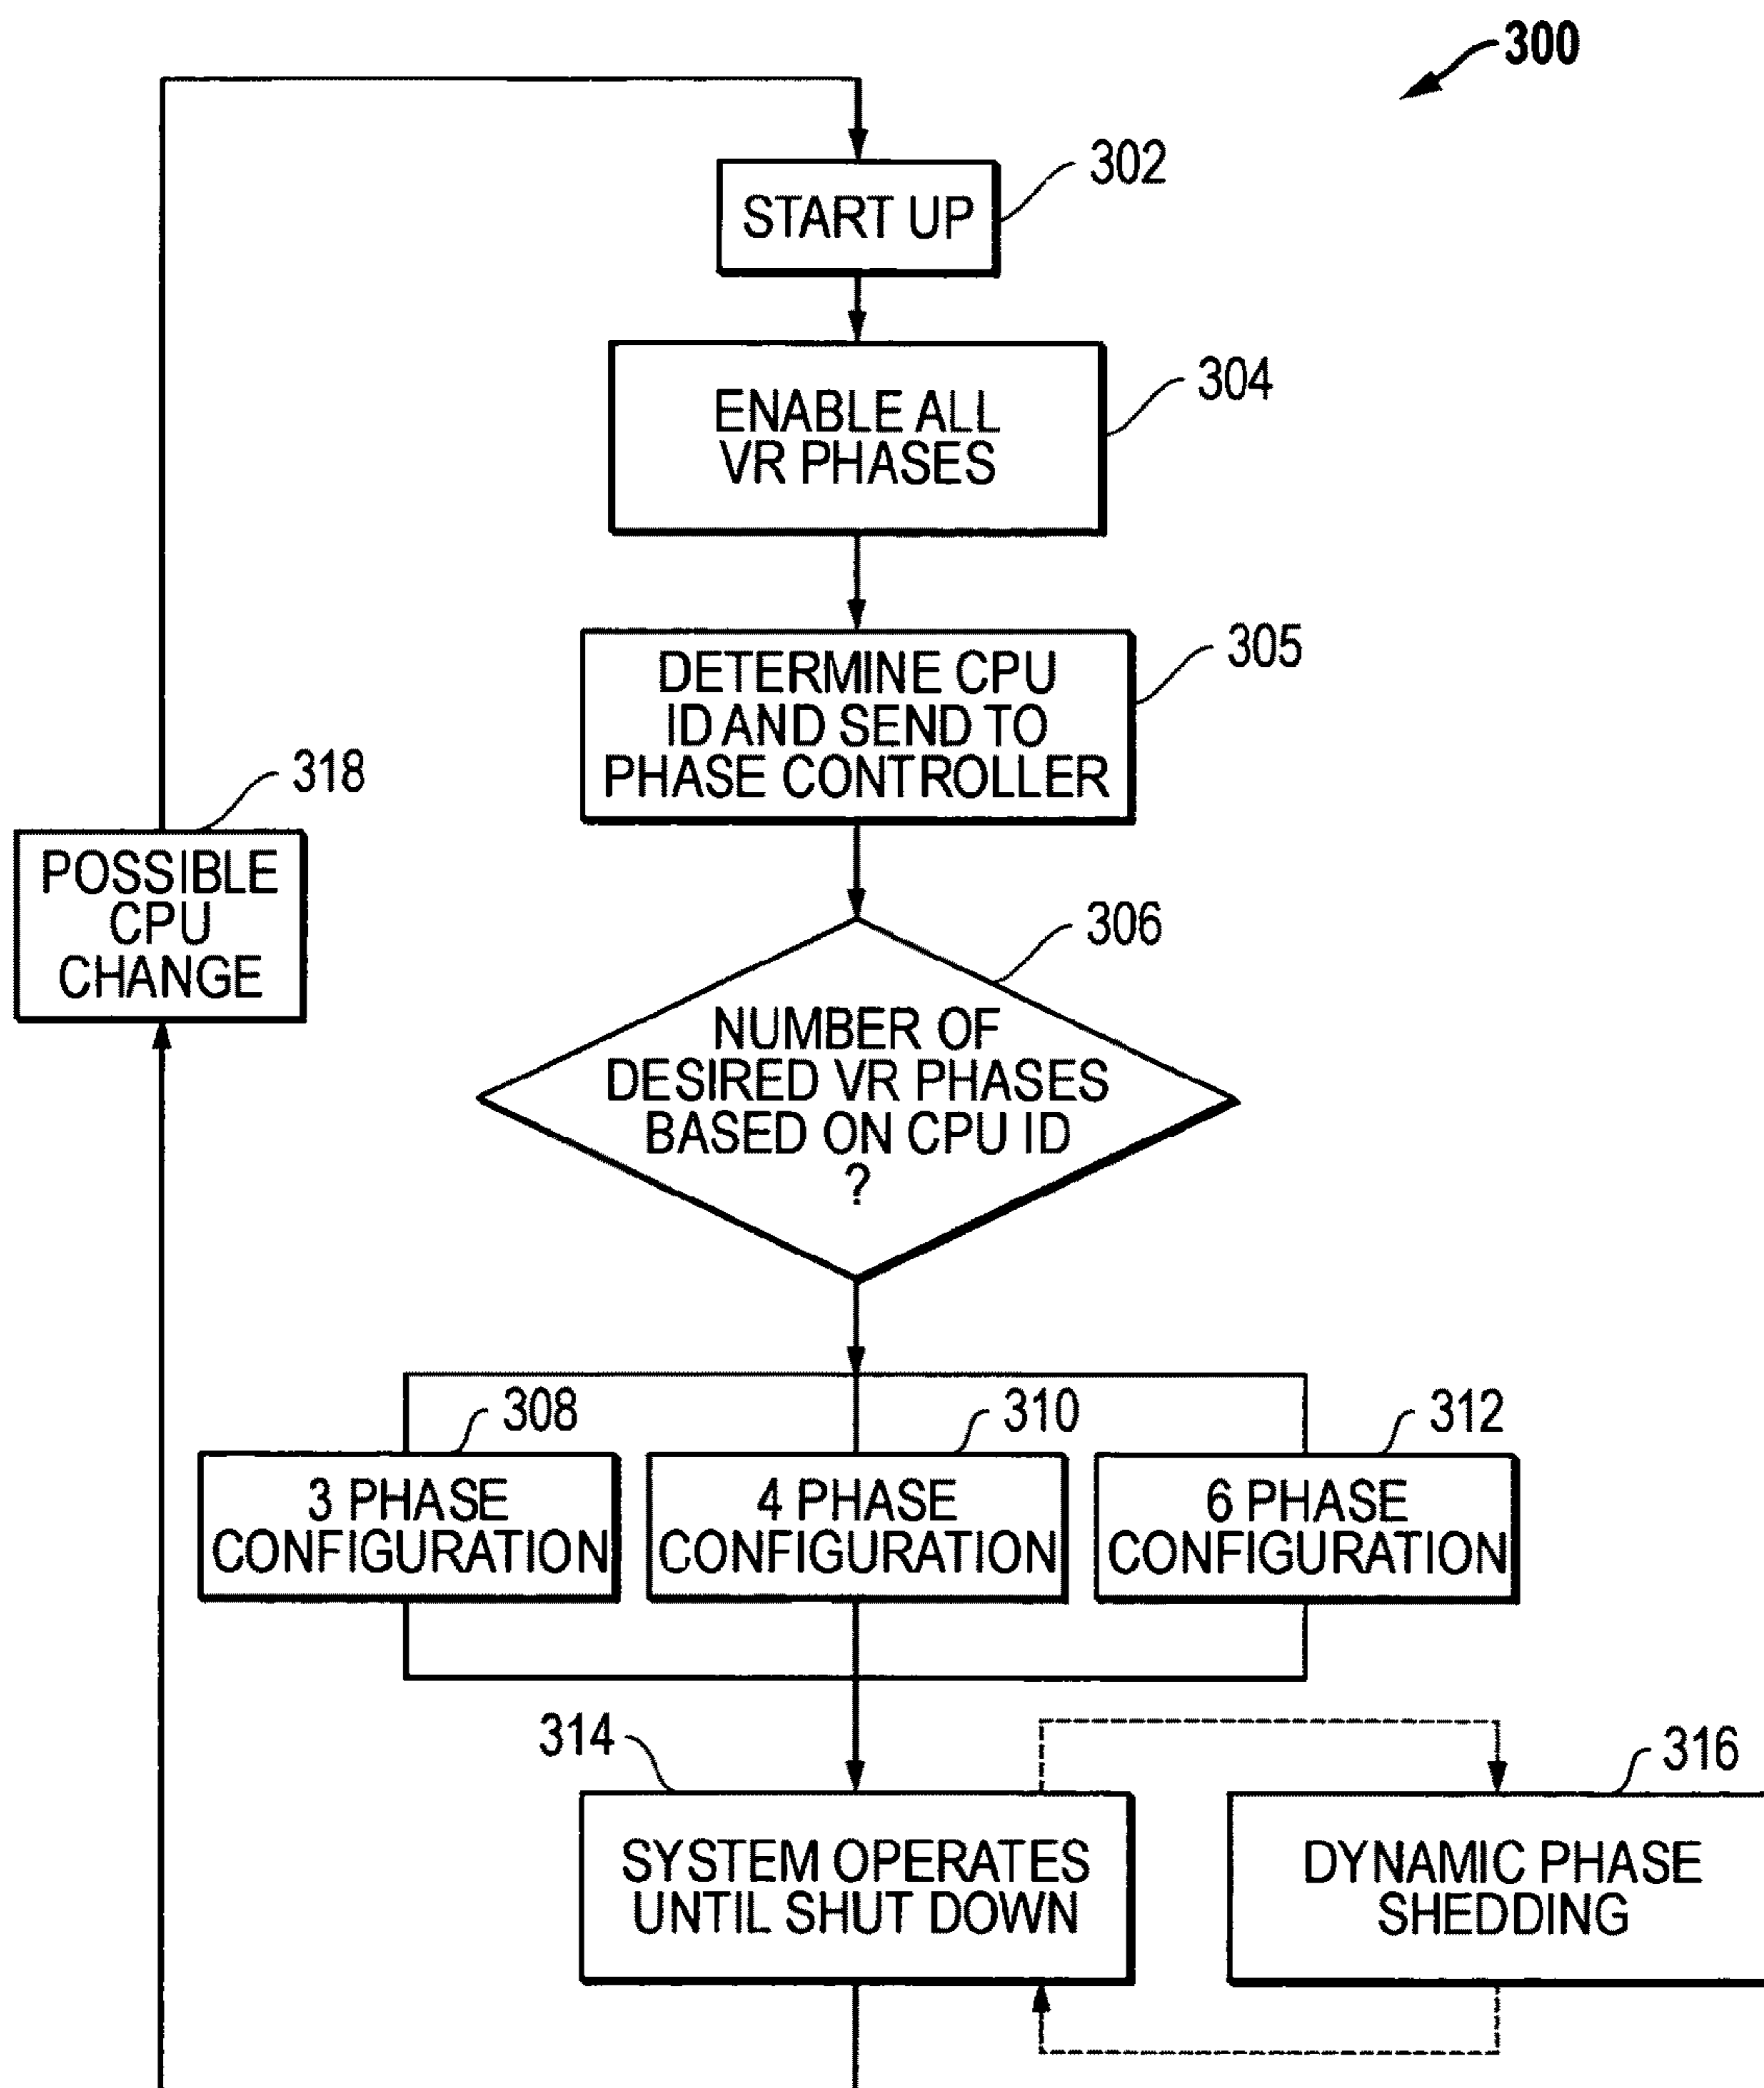 300
302
START UP
304
ENABLE ALL
VR PHASES
305
DETERMINE CPU
ID AND SEND TO
PHASE CONTROLLER
318
POSSIBLE
CPU
CHANGE
306
NUMBER OF
DESIRED VR PHASES
BASED ON CPU ID
?
308
3 PHASE
CONFIGURATION
310
4 PHASE
CONFIGURATION
312
6 PHASE
CONFIGURATION
314
SYSTEM OPERATES
UNTIL SHUT DOWN
316
DYNAMIC PHASE
SHEDDING